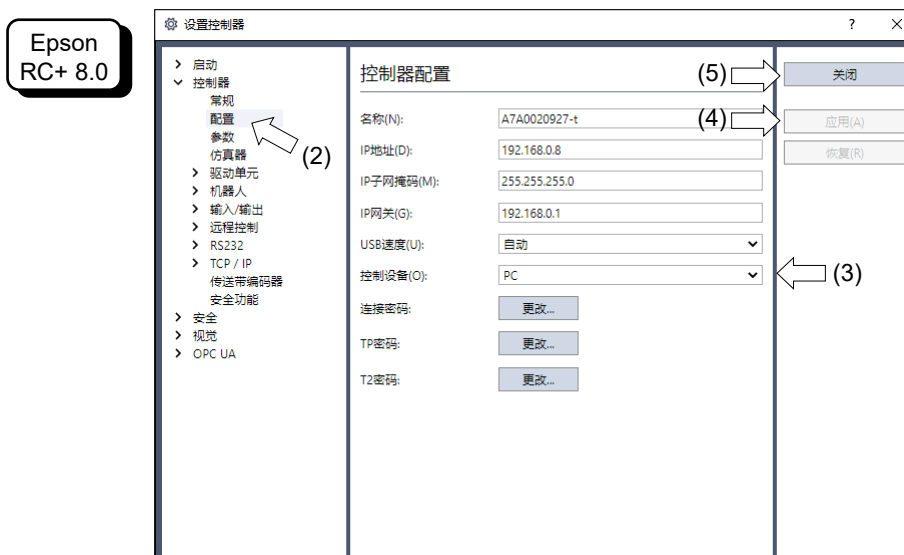 Epson
RC+ 8.0
设置控制器
?
启动
控制器
常规
配置
参数
仿真器
驱动单元
机器人
输入/输出
远程控制
RS232
TCP / IP
传送带编码器
安全功能
安全
视觉
OPC UA
(2)
控制器配置
名称(N): A7A0020927-t
IP地址(D): 192.168.0.8
IP子网掩码(M): 255.255.255.0
IP网关(G): 192.168.0.1
USB速度(U): 自动
控制设备(O): PC
连接密码: 更改...
TP密码: 更改...
T2密码: 更改...
(3)
(5) 关闭
(4) 应用(A)
恢复(R)